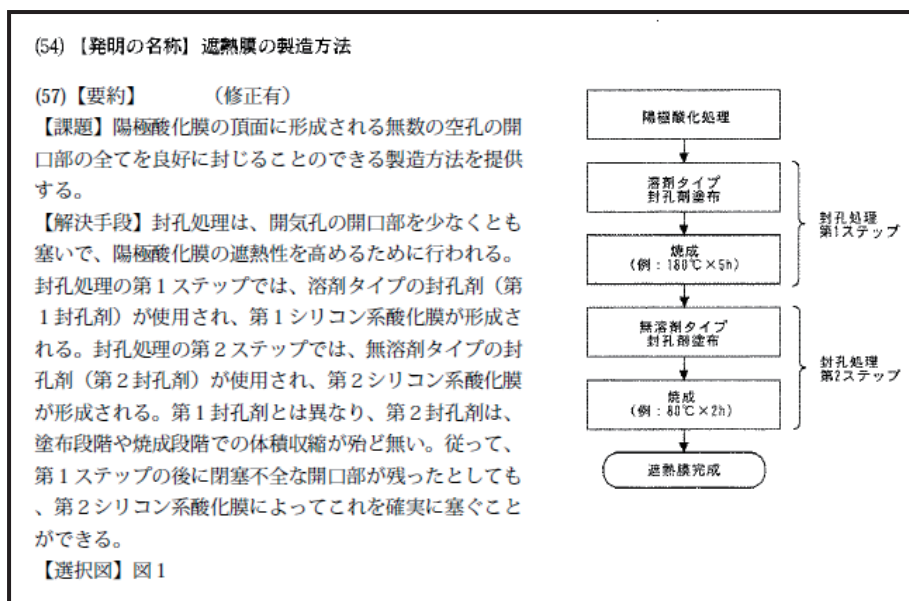 (54) 【発明の名称】遮熱膜の製造方法
(57)【要約】 (修正有)
【課題】陽極酸化膜の頂面に形成される無数の空孔の開
口部の全てを良好に封じることのできる製造方法を提供
する。
【解決手段】封孔処理は、開気孔の開口部を少なくとも
塞いで、陽極酸化膜の遮熱性を高めるために行われる。
封孔処理の第1ステップでは、溶剤タイプの封孔剤(第
1封孔剤)が使用され、第1シリコン系酸化膜が形成さ
れる。封孔処理の第2ステップでは、無溶剤タイプの封
孔剤(第2封孔剤)が使用され、第2シリコン系酸化膜
が形成される。第1封孔剤とは異なり、第2封孔剤は、
塗布段階や焼成段階での体積収縮が殆ど無い。従って、
第1ステップの後に閉塞不全な開口部が残ったとしても
、第2シリコン系酸化膜によってこれを確実に塞ぐこと
ができる。
【選択図】図1
陽極酸化処理
溶剤タイプ
封孔剤塗布
焼成
(例:180℃×5h)
封孔処理
第1ステップ
無溶剤タイプ
封孔剤塗布
焼成
(例:80℃×2h)
封孔処理
第2ステップ
遮熱膜完成